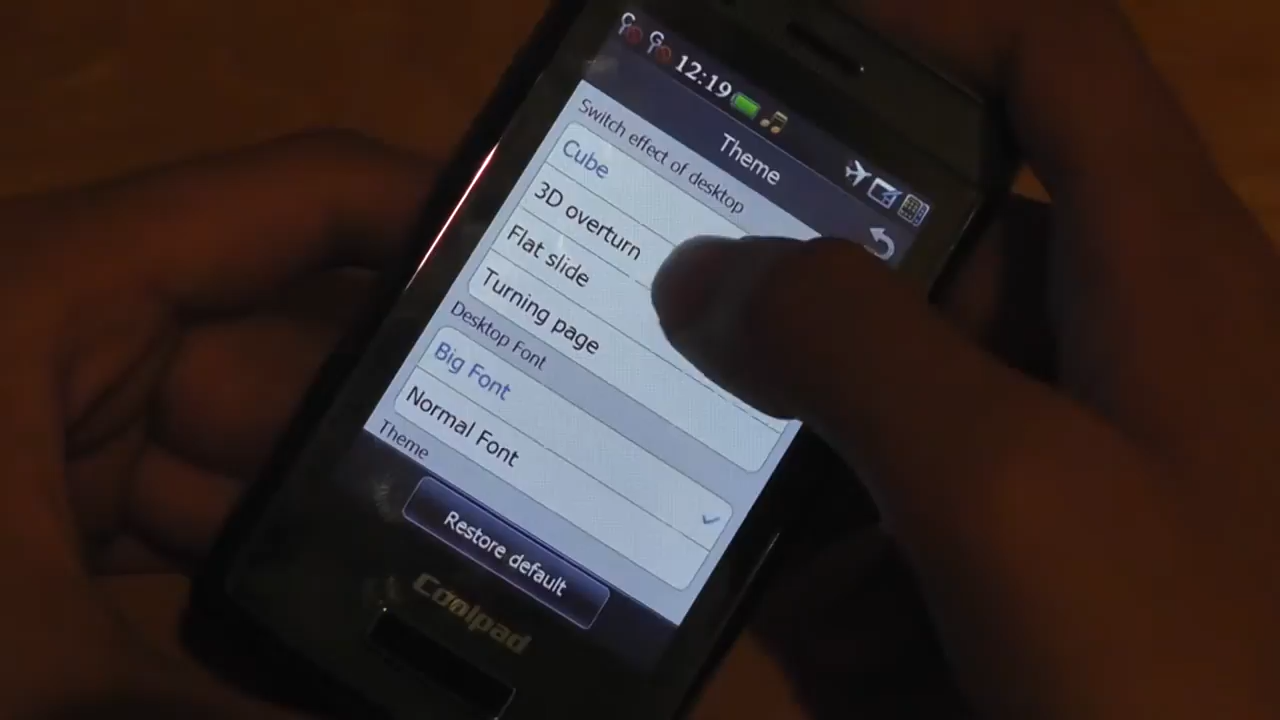 C G 12:19
Theme
Switch effect of desktop
Cube
3D overturn
Flat slide
Turning page
Desktop Font
Big Font
Normal Font
Theme
Restore default
Coolpad